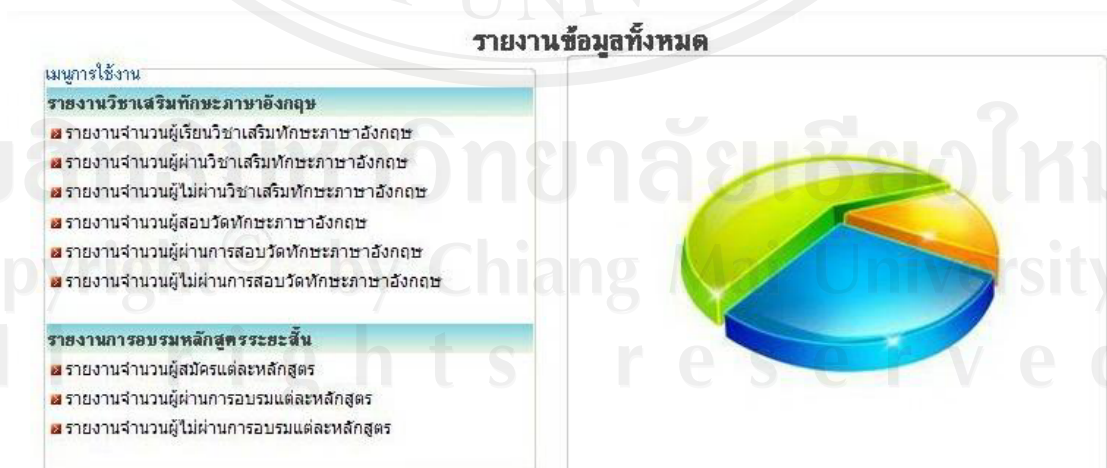 UNIV
รายงานข้อมูลทั้งหมด
เมนูการใช้งาน
รายงานวิชาเสริมทักษะภาษาอังกฤษ
รายงานจำนวนผู้เรียนวิชาเสริมทักษะภาษาอังกฤษ
รายงานจำนวนผู้ผ่านวิชาเสริมทักษะภาษาอังกฤษ
รายงานจำนวนผู้ไม่ผ่านวิชาเสริมทักษะภาษาอังกฤษ
รายงานจำนวนผู้สอบวัดทักษะภาษาอังกฤษ
รายงานจำนวนผู้ผ่านการสอบวัดทักษะภาษาอังกฤษ
รายงานจำนวนผู้ไม่ผ่านการสอบวัดทักษะภาษาอังกฤษ
รายงานการอบรมหลักสูตรระยะสั้น
รายงานจำนวนผู้สมัครแต่ละหลักสูตร
รายงานจำนวนผู้ผ่านการอบรมแต่ละหลักสูตร
รายงานจำนวนผู้ไม่ผ่านการอบรมแต่ละหลักสูตร
by Chiang Mai University
rights reserved